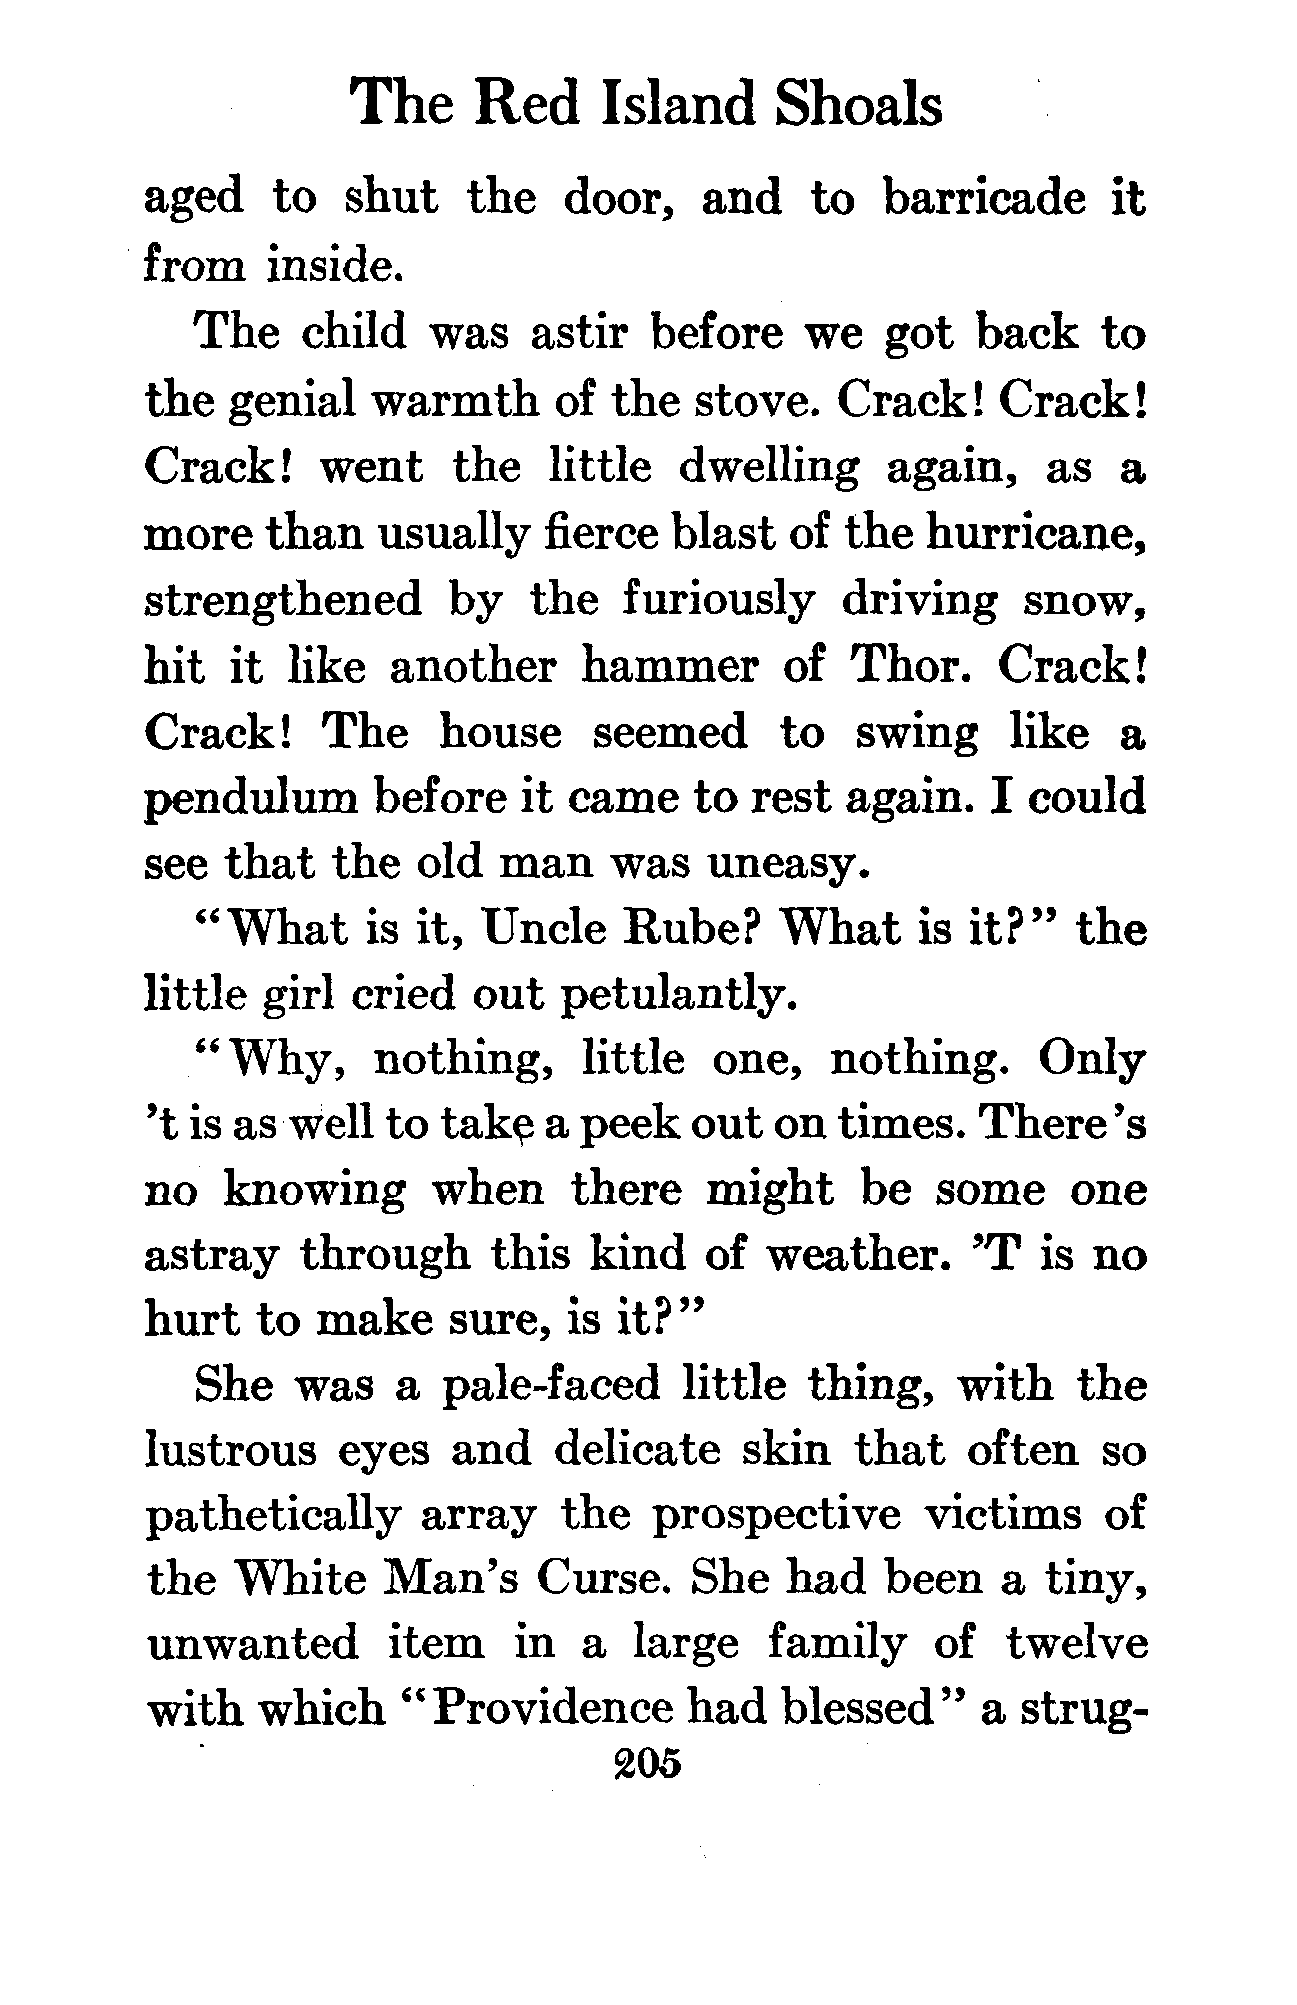 The Red Island Shoals
aged to shut the door, and to barricade it
from inside.
The child was astir before we got back to
the genial warmth of the stove. Crack! Crack!
Crack! went the little dwelling again, as a
more than usually fierce blast of the hurricane,
strengthened by the furiously driving snow,
hit it like another hammer of Thor. Crack!
Crack! The house seemed to swing like a
pendulum before it came to rest again. I could
see that the old man was uneasy.
“What is it, Uncle Rube? What is it?” the
little girl cried out petulantly.
“Why, nothing, little one, nothing. Only
’t is as well to take a peek out on times. There’s
no knowing when there might be some one
astray through this kind of weather. ’T is no
hurt to make sure, is it?”
She was a pale-faced little thing, with the
lustrous eyes and delicate skin that often so
pathetically array the prospective victims of
the White Man’s Curse. She had been a tiny,
unwanted item in a large family of twelve
with which “Providence had blessed” a strug-
205